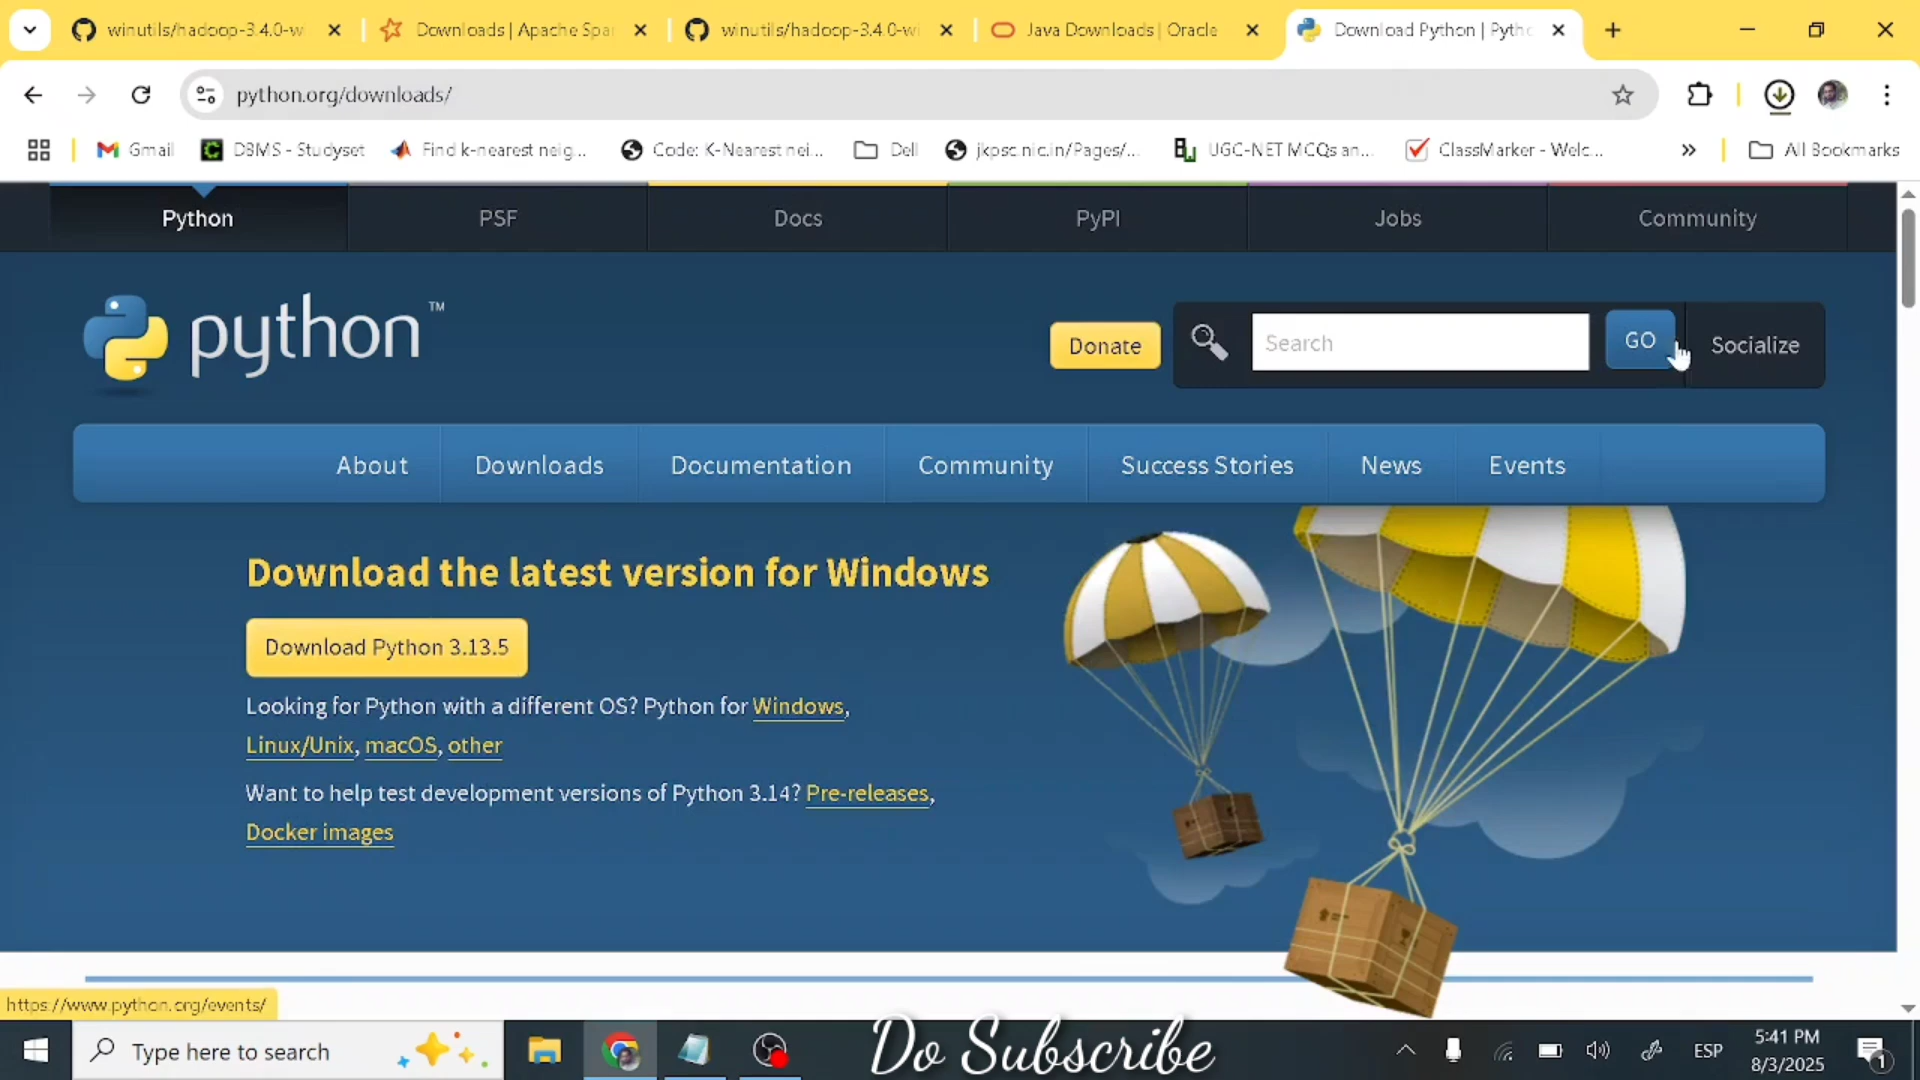 winutils/hadoop-3.4.0-w
Downloads | Apache Spar
winutils/hadoop-3.4.0-wi
Java Downloads | Oracle
Download Python | Pytho
python.org/downloads/
Gmail
DBMS - Studyset
Find k-nearest neig...
Code: K-Nearest nei...
Dell
jkpsc.nic.in/Pages/...
UGC-NET MCQs an...
ClassMarker - Welc...
»
All Bookmarks
Python
PSF
Docs
PyPI
Jobs
Community
python™
Donate
Search
GO
Socialize
About
Downloads
Documentation
Community
Success Stories
News
Events
Download the latest version for Windows
Download Python 3.13.5
Looking for Python with a different OS? Python for Windows,
Linux/Unix, macOS, other
Want to help test development versions of Python 3.14? Pre-releases,
Docker images
https://www.python.org/events/
Type here to search
Do Subscribe
ESP
5:41 PM
8/3/2025
1